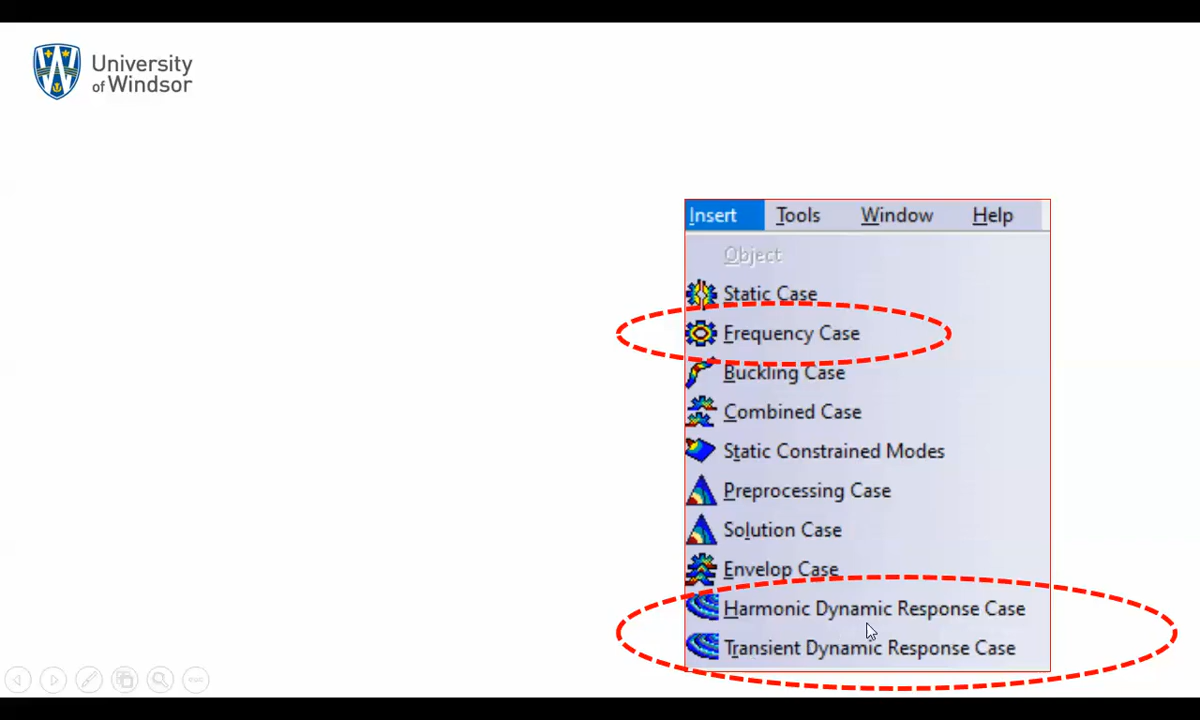 University
of Windsor
Insert Tools Window Help
Object
Static Case
Frequency Case
Buckling Case
Combined Case
Static Constrained Modes
Preprocessing Case
Solution Case
Envelop Case
Harmonic Dynamic Response Case
Transient Dynamic Response Case